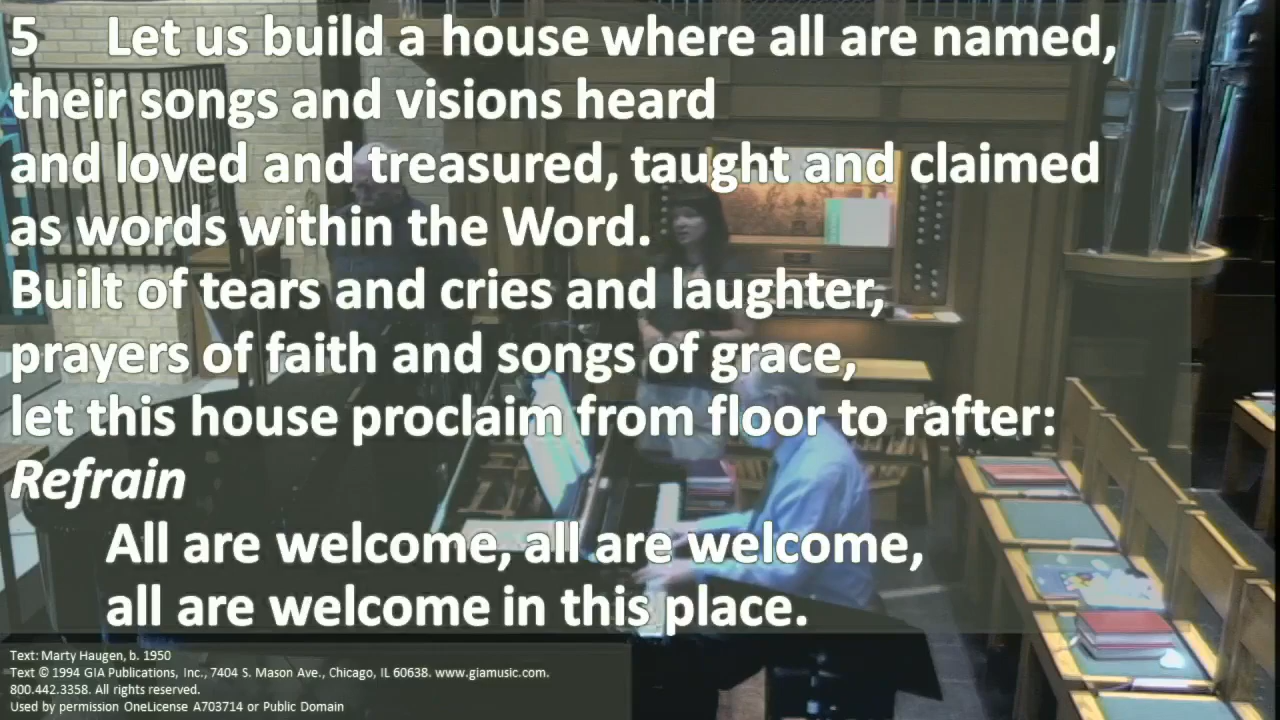 5 Let us build a house where all are named,
their songs and visions heard
and loved and treasured, taught and claimed
as words within the Word.
Built of tears and cries and laughter,
prayers of faith and songs of grace,
let this house proclaim from floor to rafter:
Refrain
All are welcome, all are welcome,
all are welcome in this place.
Text: Marty Haugen, b. 1950
Text © 1994 GIA Publications, Inc., 7404 S. Mason Ave., Chicago, IL 60638. www.giamusic.com.
800.442.3358. All rights reserved.
Used by permission OneLicense A703714 or Public Domain